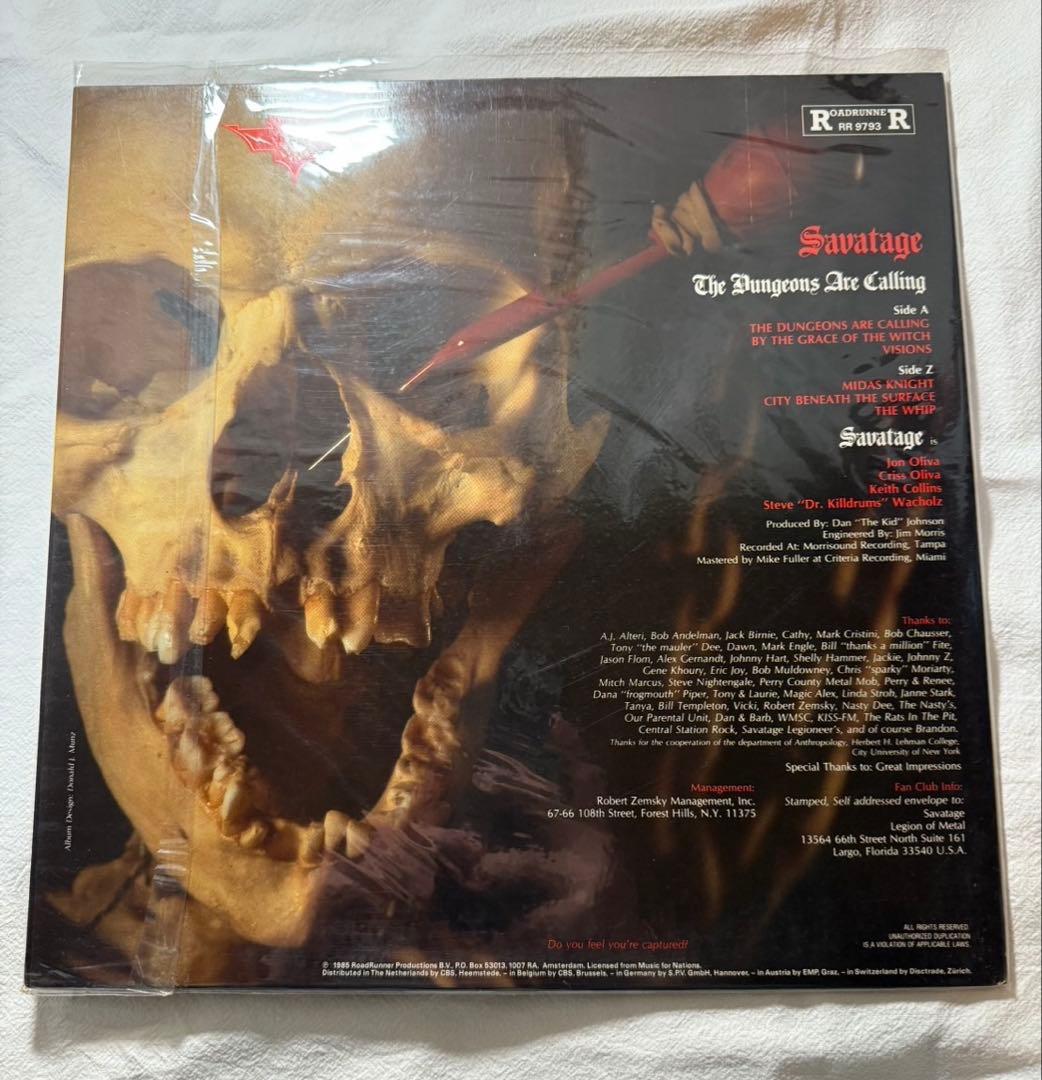 ROADRUNNER
RR 9793
Savatage
The Dungeons Are Calling
Side A
THE DUNGEONS ARE CALLING
BY THE GRACE OF THE WITCH
VISIONS
Side Z
MIDAS KNIGHT
CITY BENEATH THE SURFACE
THE WHIP
Savatage is
Jon Oliva
Criss Oliva
Keith Collins
Steve "Dr. Killdrums" Wacholz
Produced By: Dan "The Kid" Johnson
Engineered By: Jim Morris
Recorded At: Morrisound Recording, Tampa
Mastered by Mike Fuller at Criteria Recording, Miami
Thanks to:
A.J. Alteri, Bob Andelman, Jack Birnie, Cathy, Mark Cristini, Bob Chausser,
Tony "the mauler" Dee, Dawn, Mark Engle, Bill "thanks a million" Fite,
Jason Flom, Alex Gernandt, Johnny Hart, Shelly Hammer, Jackie, Johnny Z,
Gene Khoury, Eric Joy, Bob Muldowney, Chris "sparky" Moriarty,
Mitch Marcus, Steve Nightengale, Perry County Metal Mob, Perry & Renee,
Dana "frogmouth" Piper, Tony & Laurie, Magic Alex, Linda Stroh, Janne Stark,
Tanya, Bill Templeton, Vicki, Robert Zemsky, Nasty Dee, The Nasty's,
Our Parental Unit, Dan & Barb, WMSC, KISS-FM, The Rats In The Pit,
Central Station Rock, Savatage Legioneer's, and of course Brandon.
Thanks for the cooperation of the department of Anthropology, Herbert H. Lehman College,
City University of New York
Special Thanks to: Great Impressions
Management:
Robert Zemsky Management, Inc.
67-66 108th Street, Forest Hills, N.Y. 11375
Fan Club Info:
Stamped, Self addressed envelope to:
Savatage
Legion of Metal
13564 66th Street North Suite 161
Largo, Florida 33540 U.S.A.
Album Design: Donald J. Munz
ALL RIGHTS RESERVED.
UNAUTHORIZED DUPLICATION
IS A VIOLATION OF APPLICABLE LAWS.
Do you feel you're captured?
℗ 1985 RoadRunner Productions B.V., P.O. Box 53013, 1007 RA, Amsterdam. Licensed from Music for Nations.
Distributed in The Netherlands by CBS, Heemstede. – in Belgium by CBS, Brussels. – in Germany by S.P.V. GmbH, Hannover. – in Austria by EMP, Graz. – in Switzerland by Disctrade, Zürich.